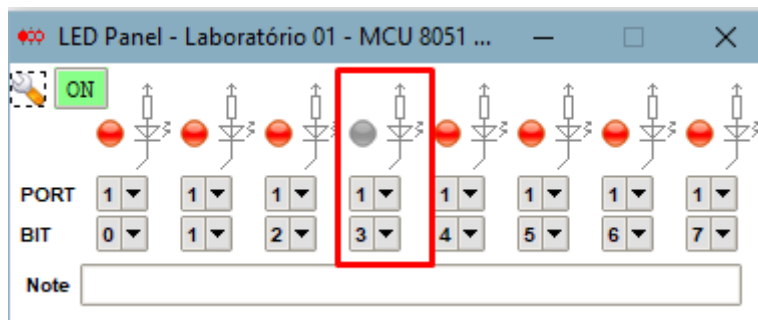 LED Panel - Laboratório 01 - MCU 8051 ...
ON
PORT 1 1 1 1 1 1 1 1
BIT 0 1 2 3 4 5 6 7
Note